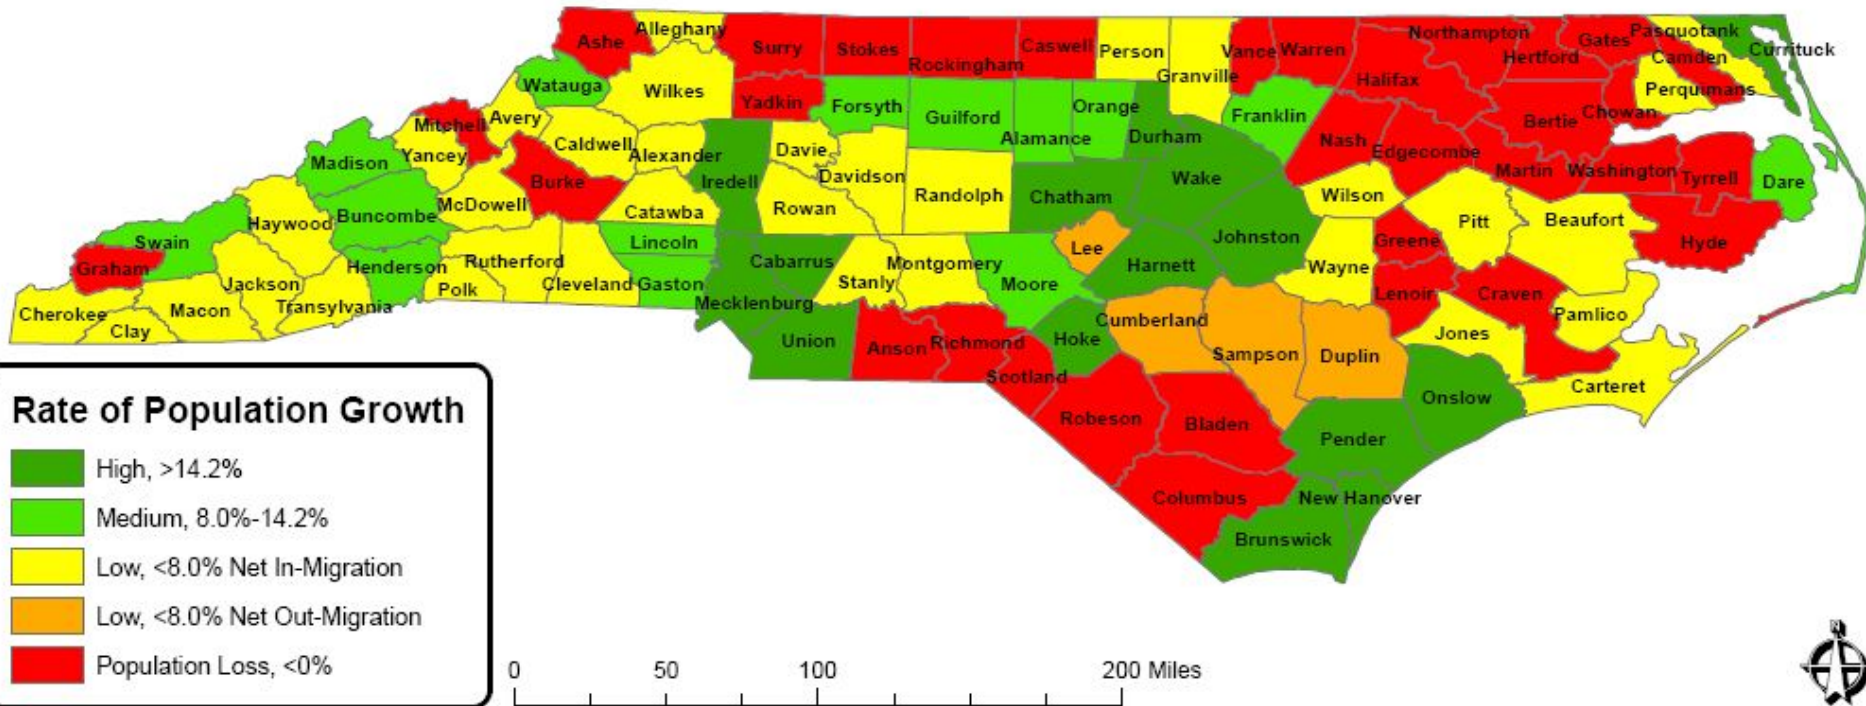 Alleghany
Ashe
Surry
Stokes
Rockingham
Caswell
Person
Granville
Vance
Warren
Northampton
Halifax
Hertford
Gates
Pasquotank
Camden
Currituck
Perquimans
Chowan
Bertie
Watauga
Wilkes
Yadkin
Forsyth
Guilford
Alamance
Orange
Durham
Franklin
Nash
Edgecombe
Martin
Washington
Tyrrell
Dare
Mitchell
Avery
Caldwell
Alexander
Davie
Davidson
Iredell
Randolph
Chatham
Wake
Madison
Yancey
Burke
McDowell
Catawba
Rowan
Wilson
Pitt
Beaufort
Hyde
Swain
Haywood
Buncombe
Lincoln
Cabarrus
Lee
Johnston
Greene
Wayne
Graham
Jackson
Henderson
Rutherford
Polk
Cleveland
Gaston
Mecklenburg
Stanly
Montgomery
Moore
Harnett
Lenoir
Craven
Pamlico
Cherokee
Clay
Macon
Transylvania
Union
Anson
Richmond
Scotland
Hoke
Cumberland
Sampson
Duplin
Jones
Carteret
Onslow
Robeson
Bladen
Pender
Columbus
New Hanover
Brunswick
Rate of Population Growth
High, >14.2%
Medium, 8.0%-14.2%
Low, <8.0% Net In-Migration
Low, <8.0% Net Out-Migration
Population Loss, <0%
0 50 100 200 Miles
N